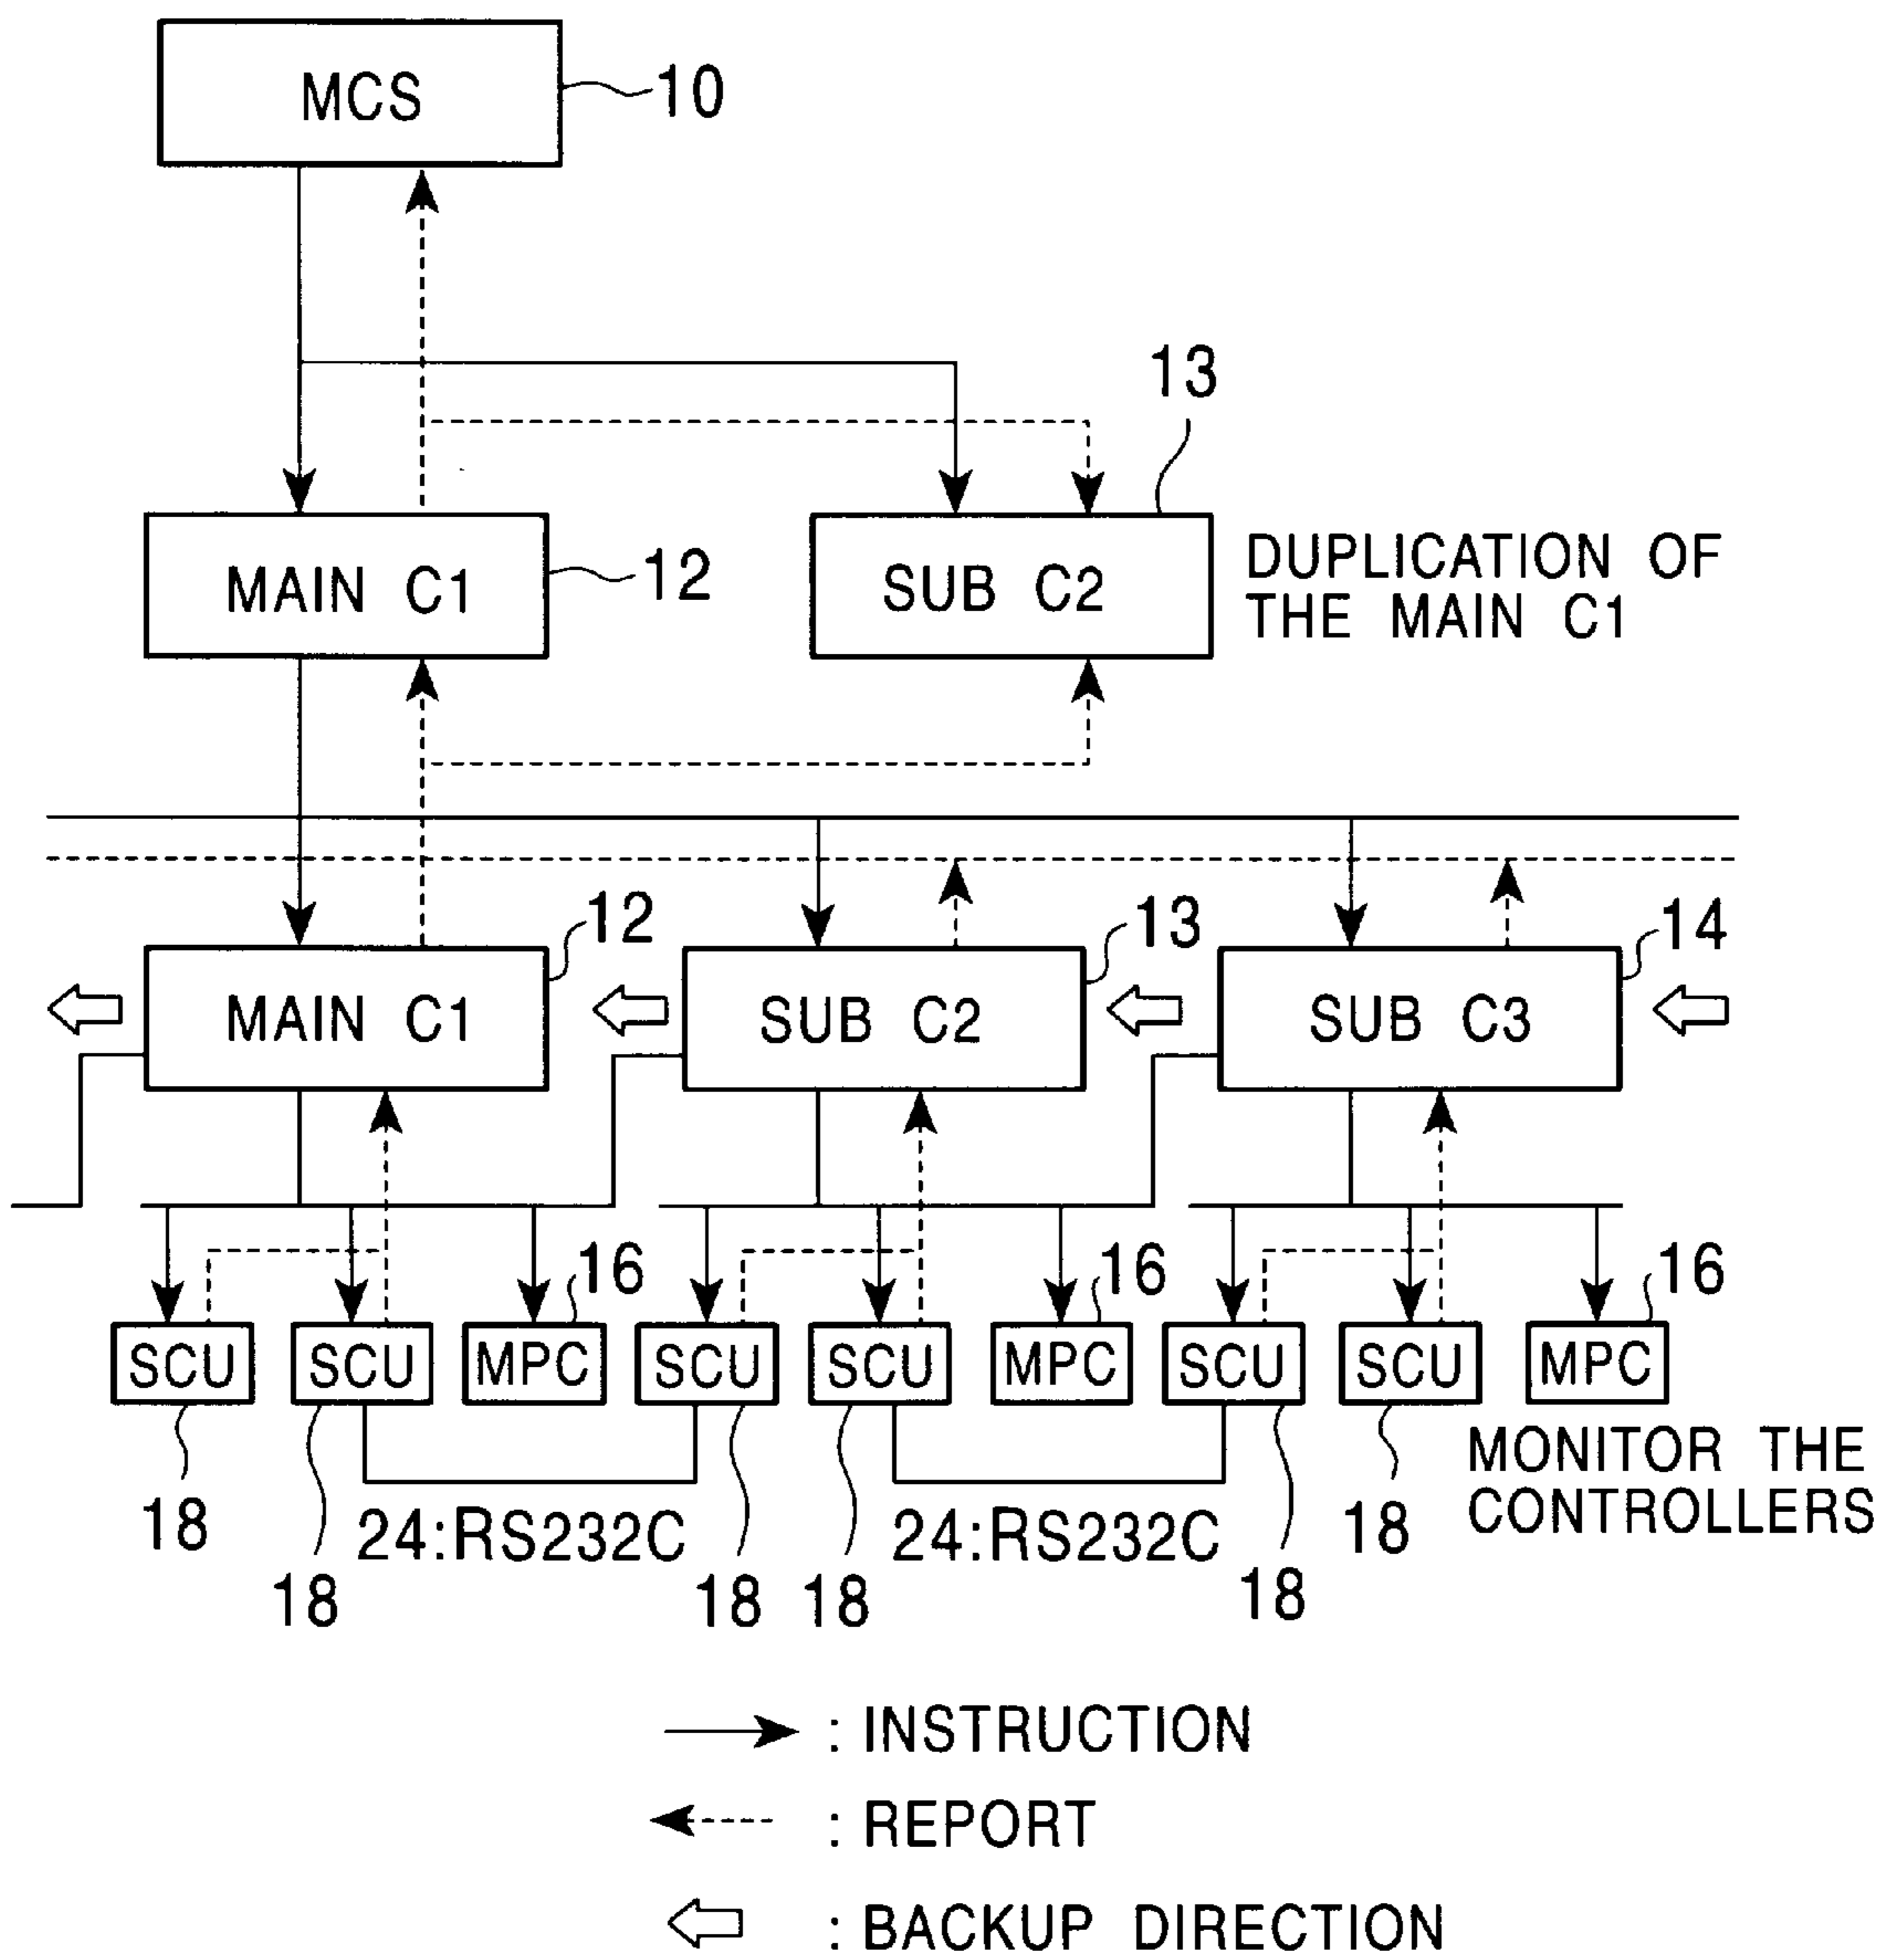 MCS
10
13
MAIN C1
12
SUB C2
DUPLICATION OF
THE MAIN C1
12
13
14
MAIN C1
SUB C2
SUB C3
16
16
16
SCU
SCU
MPC
SCU
SCU
MPC
SCU
SCU
MPC
MONITOR THE
CONTROLLERS
18
24:RS232C
24:RS232C
18
18
18
18
18
: INSTRUCTION
: REPORT
: BACKUP DIRECTION